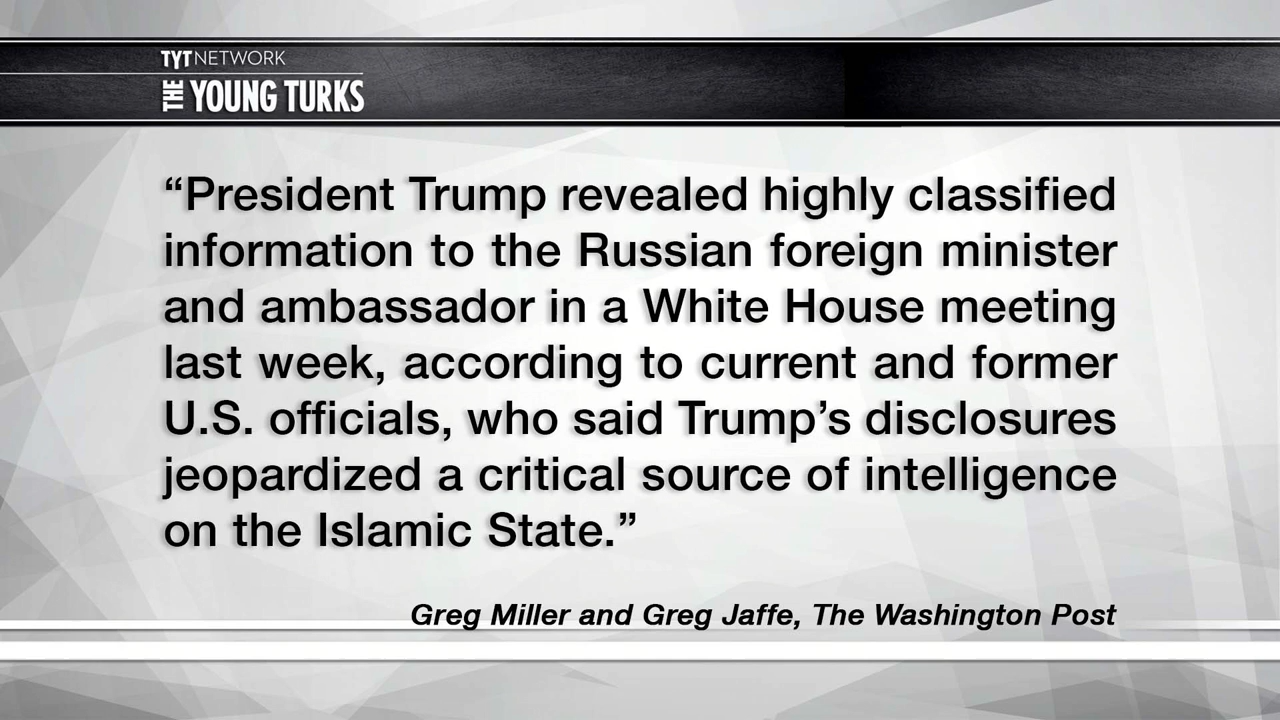 TYT NETWORK
THE YOUNG TURKS
“President Trump revealed highly classified
information to the Russian foreign minister
and ambassador in a White House meeting
last week, according to current and former
U.S. officials, who said Trump’s disclosures
jeopardized a critical source of intelligence
on the Islamic State.”
Greg Miller and Greg Jaffe, The Washington Post